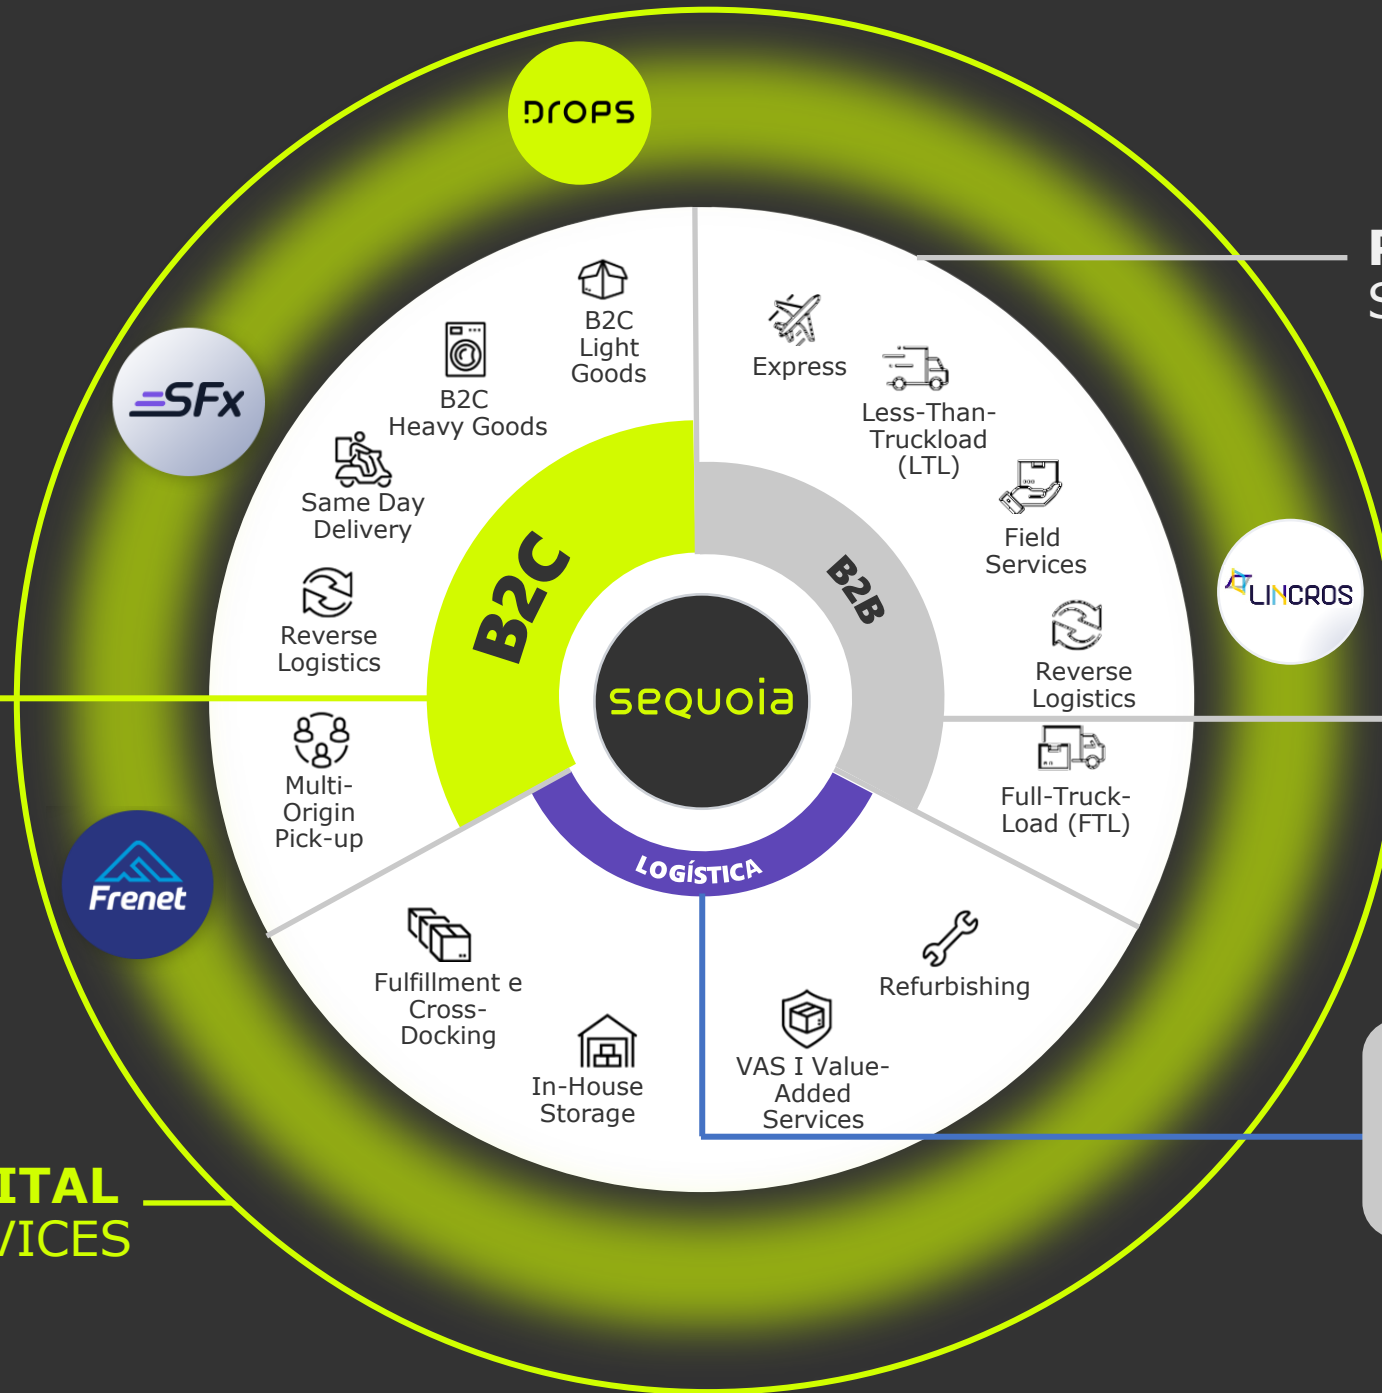 DROPS
B2C
Light
Goods
B2C
Heavy Goods
Same Day
Delivery
Reverse
Logistics
Multi-
Origin
Pick-up
Express
Less-Than-
Truckload
(LTL)
Field
Services
Reverse
Logistics
Full-Truck-
Load (FTL)
SFx
LINCROS
Frenet
B2C
B2B
sequoia
LOGÍSTICA
Fulfillment e
Cross-
Docking
In-House
Storage
VAS I Value-
Added
Services
Refurbishing
ITAL
VICES